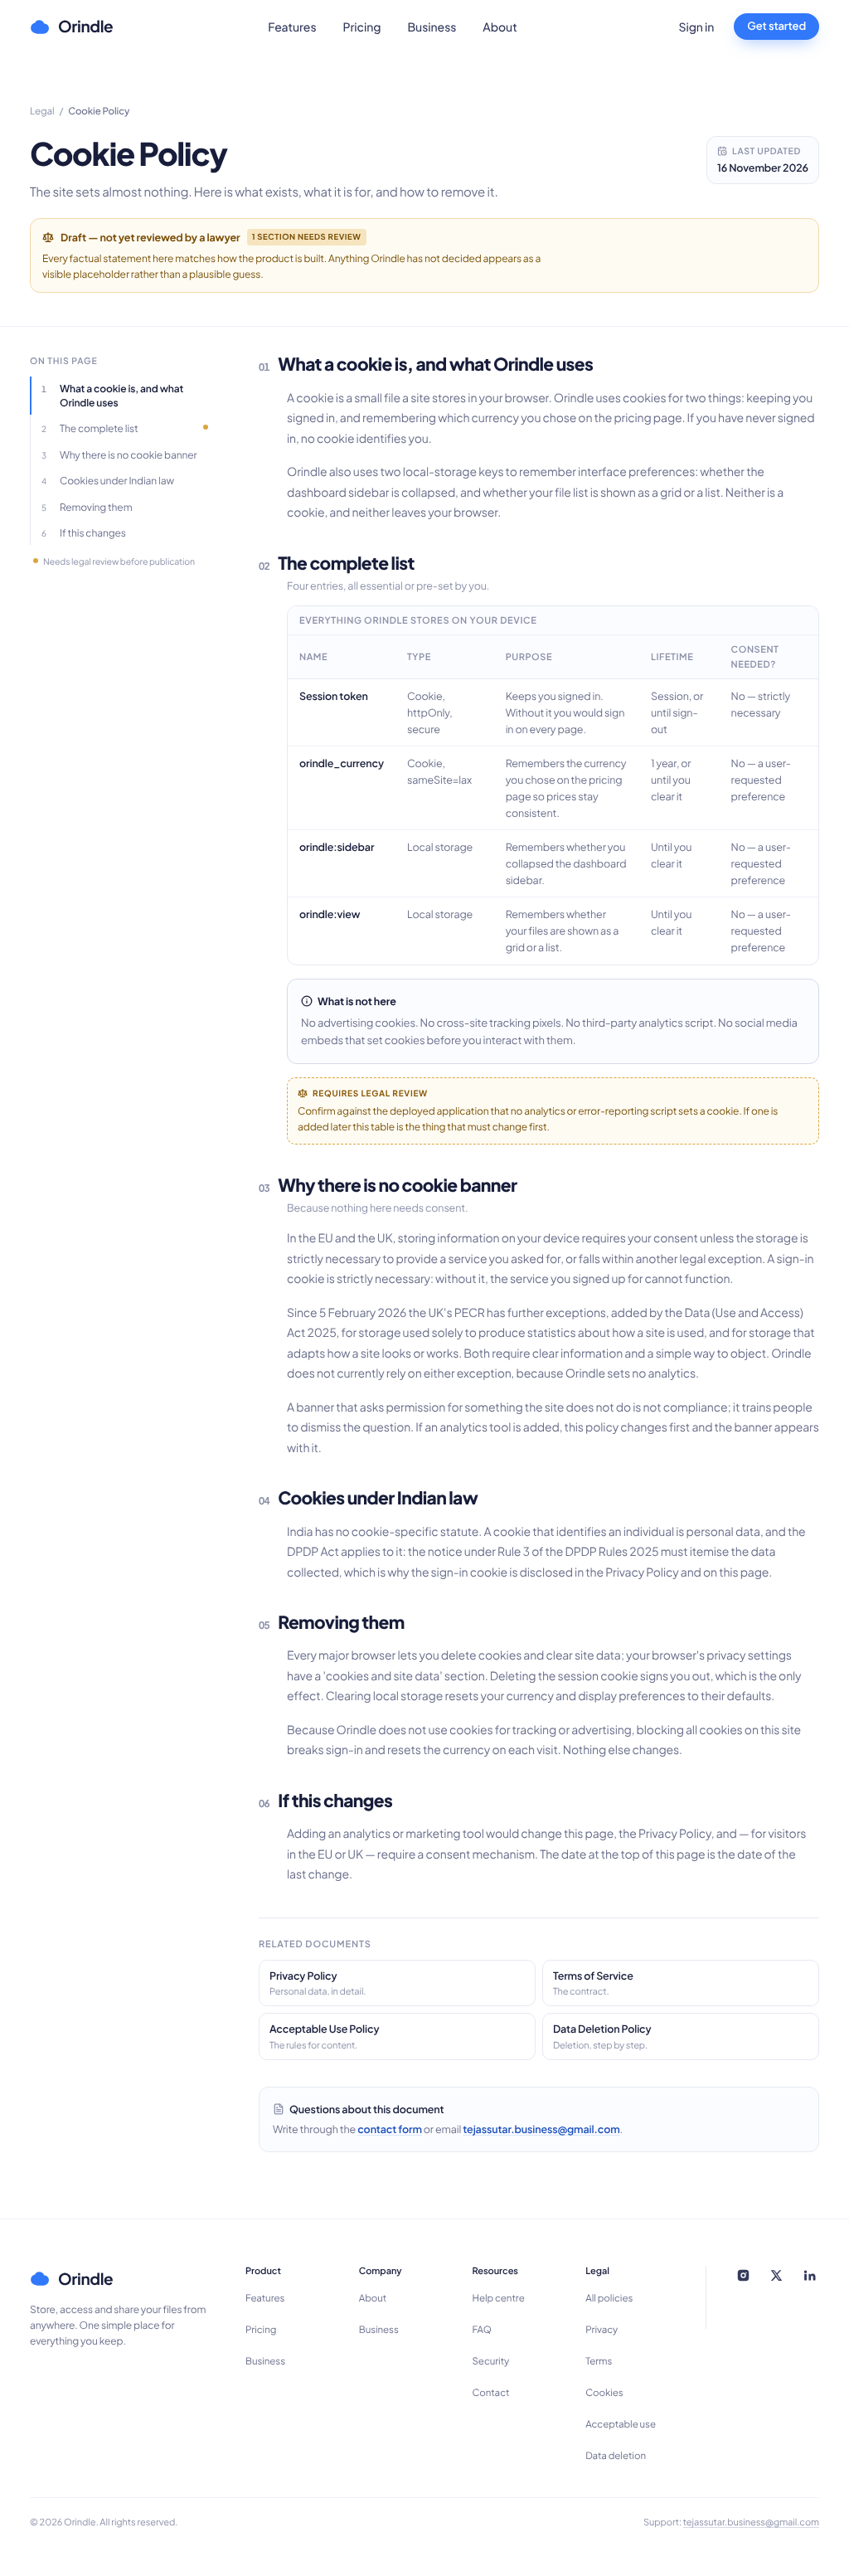 Orindle
Features Pricing Business About
Sign in Get started
Legal / Cookie Policy
Cookie Policy
LAST UPDATED
16 November 2026
The site sets almost nothing. Here is what exists, what it is for, and how to remove it.
Draft — not yet reviewed by a lawyer 1 SECTION NEEDS REVIEW
Every factual statement here matches how the product is built. Anything Orindle has not decided appears as a
visible placeholder rather than a plausible guess.
ON THIS PAGE
1 What a cookie is, and what
Orindle uses
2 The complete list
3 Why there is no cookie banner
4 Cookies under Indian law
5 Removing them
6 If this changes
Needs legal review before publication
01 What a cookie is, and what Orindle uses
A cookie is a small file a site stores in your browser. Orindle uses cookies for two things: keeping you
signed in, and remembering which currency you chose on the pricing page. If you have never signed
in, no cookie identifies you.
Orindle also uses two local-storage keys to remember interface preferences: whether the
dashboard sidebar is collapsed, and whether your file list is shown as a grid or a list. Neither is a
cookie, and neither leaves your browser.
02 The complete list
Four entries, all essential or pre-set by you.
EVERYTHING ORINDLE STORES ON YOUR DEVICE
NAME TYPE PURPOSE LIFETIME CONSENT
NEEDED?
Session token Cookie, Keeps you signed in. Session, or No — strictly
httpOnly, Without it you would sign until sign- necessary
secure in on every page. out
orindle_currency Cookie, Remembers the currency 1 year, or No — a user-
sameSite=lax you chose on the pricing until you requested
page so prices stay clear it preference
consistent.
orindle:sidebar Local storage Remembers whether you Until you No — a user-
collapsed the dashboard clear it requested
sidebar. preference
orindle:view Local storage Remembers whether Until you No — a user-
your files are shown as a clear it requested
grid or a list. preference
What is not here
No advertising cookies. No cross-site tracking pixels. No third-party analytics script. No social media
embeds that set cookies before you interact with them.
REQUIRES LEGAL REVIEW
Confirm against the deployed application that no analytics or error-reporting script sets a cookie. If one is
added later this table is the thing that must change first.
03 Why there is no cookie banner
Because nothing here needs consent.
In the EU and the UK, storing information on your device requires your consent unless the storage is
strictly necessary to provide a service you asked for, or falls within another legal exception. A sign-in
cookie is strictly necessary: without it, the service you signed up for cannot function.
Since 5 February 2026 the UK's PECR has further exceptions, added by the Data (Use and Access)
Act 2025, for storage used solely to produce statistics about how a site is used, and for storage that
adapts how a site looks or works. Both require clear information and a simple way to object. Orindle
does not currently rely on either exception, because Orindle sets no analytics.
A banner that asks permission for something the site does not do is not compliance; it trains people
to dismiss the question. If an analytics tool is added, this policy changes first and the banner appears
with it.
04 Cookies under Indian law
India has no cookie-specific statute. A cookie that identifies an individual is personal data, and the
DPDP Act applies to it: the notice under Rule 3 of the DPDP Rules 2025 must itemise the data
collected, which is why the sign-in cookie is disclosed in the Privacy Policy and on this page.
05 Removing them
Every major browser lets you delete cookies and clear site data; your browser's privacy settings
have a 'cookies and site data' section. Deleting the session cookie signs you out, which is the only
effect. Clearing local storage resets your currency and display preferences to their defaults.
Because Orindle does not use cookies for tracking or advertising, blocking all cookies on this site
breaks sign-in and resets the currency on each visit. Nothing else changes.
06 If this changes
Adding an analytics or marketing tool would change this page, the Privacy Policy, and — for visitors
in the EU or UK — require a consent mechanism. The date at the top of this page is the date of the
last change.
RELATED DOCUMENTS
Privacy Policy
Personal data, in detail.
Terms of Service
The contract.
Acceptable Use Policy
The rules for content.
Data Deletion Policy
Deletion, step by step.
Questions about this document
Write through the contact form or email tejassutar.business@gmail.com.
Orindle
Store, access and share your files from
anywhere. One simple place for
everything you keep.
Product
Features
Pricing
Business
Company
About
Business
Resources
Help centre
FAQ
Security
Contact
Legal
All policies
Privacy
Terms
Cookies
Acceptable use
Data deletion
© 2026 Orindle. All rights reserved.
Support: tejassutar.business@gmail.com